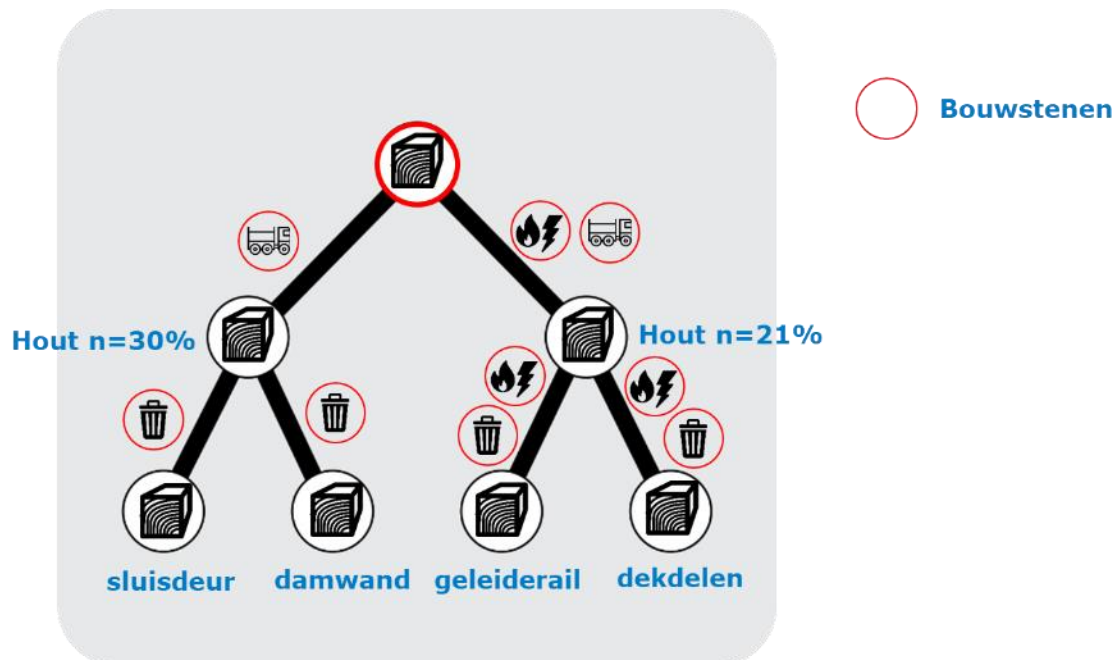 Bouwstenen
Hout n=30%
Hout n=21%
sluisdeur
damwand
geleiderail
dekdelen